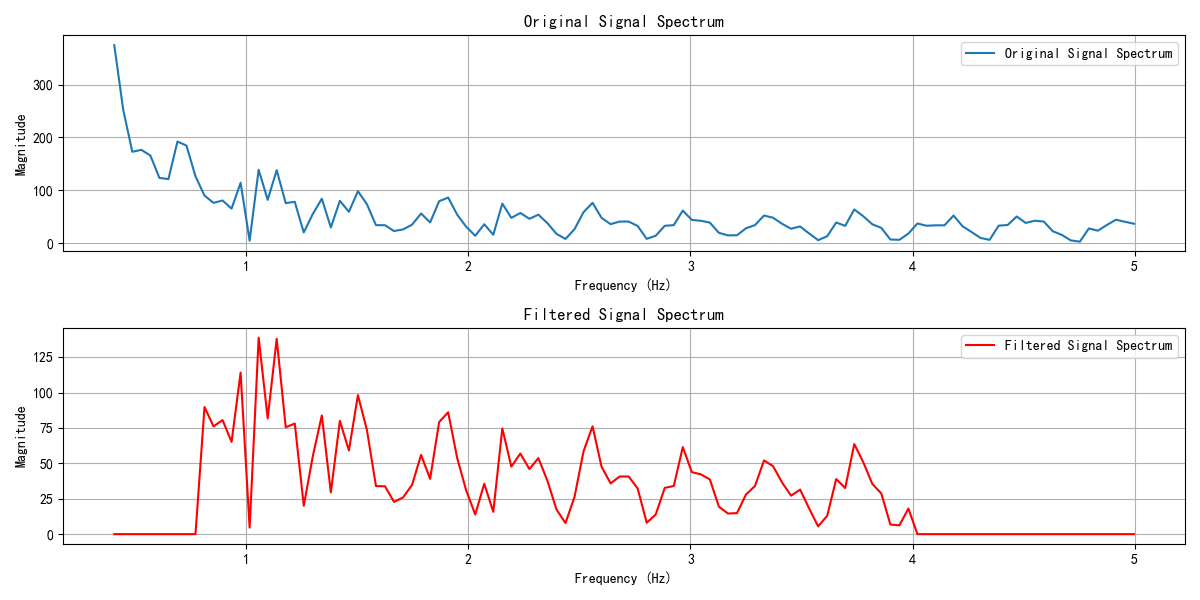 Original Signal Spectrum
Original Signal Spectrum
Magnitude
300
200
100
0
1 2 3 4 5
Frequency (Hz)
Filtered Signal Spectrum
Filtered Signal Spectrum
Magnitude
125
100
75
50
25
0
1 2 3 4 5
Frequency (Hz)